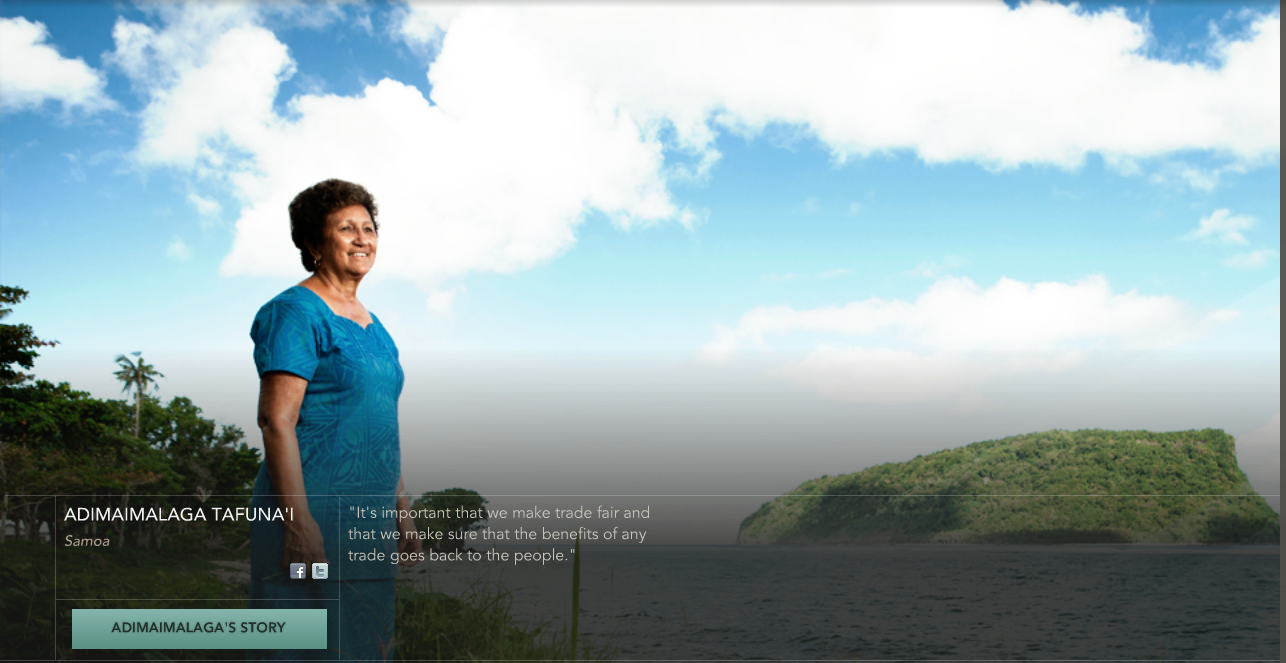 ADIMAIMALAGA TAFUNA'I
Samoa
"It's important that we make trade fair and
that we make sure that the benefits of any
trade goes back to the people."
ADIMAIMALAGA'S STORY